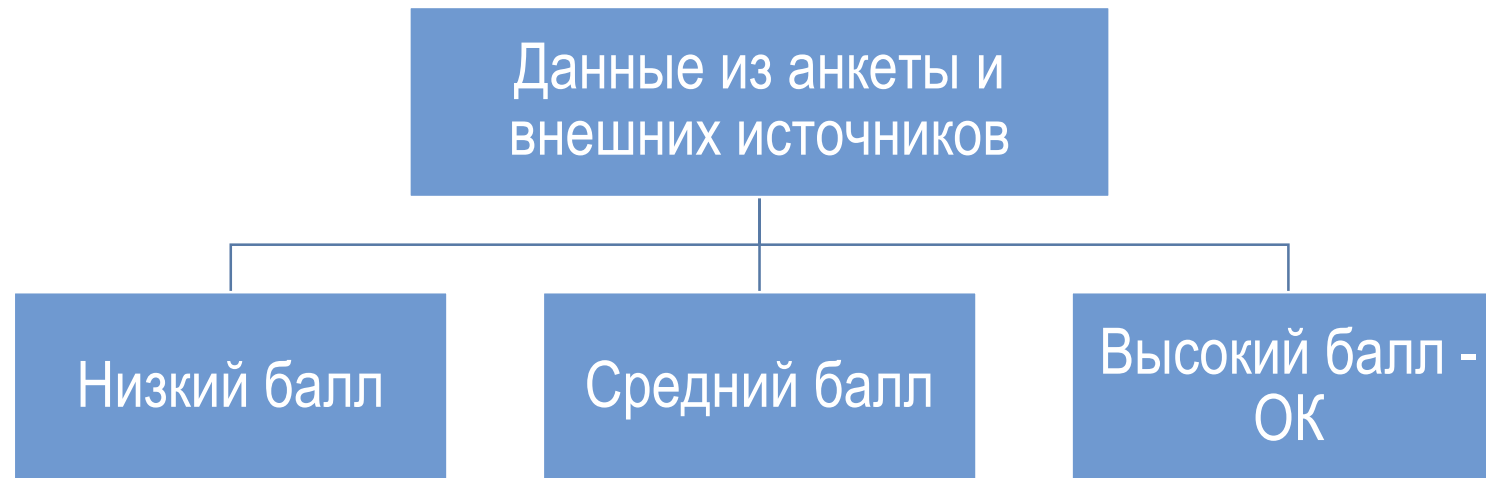 Данные из анкеты и
внешних источников
Низкий балл
Средний балл
Высокий балл -
ОК